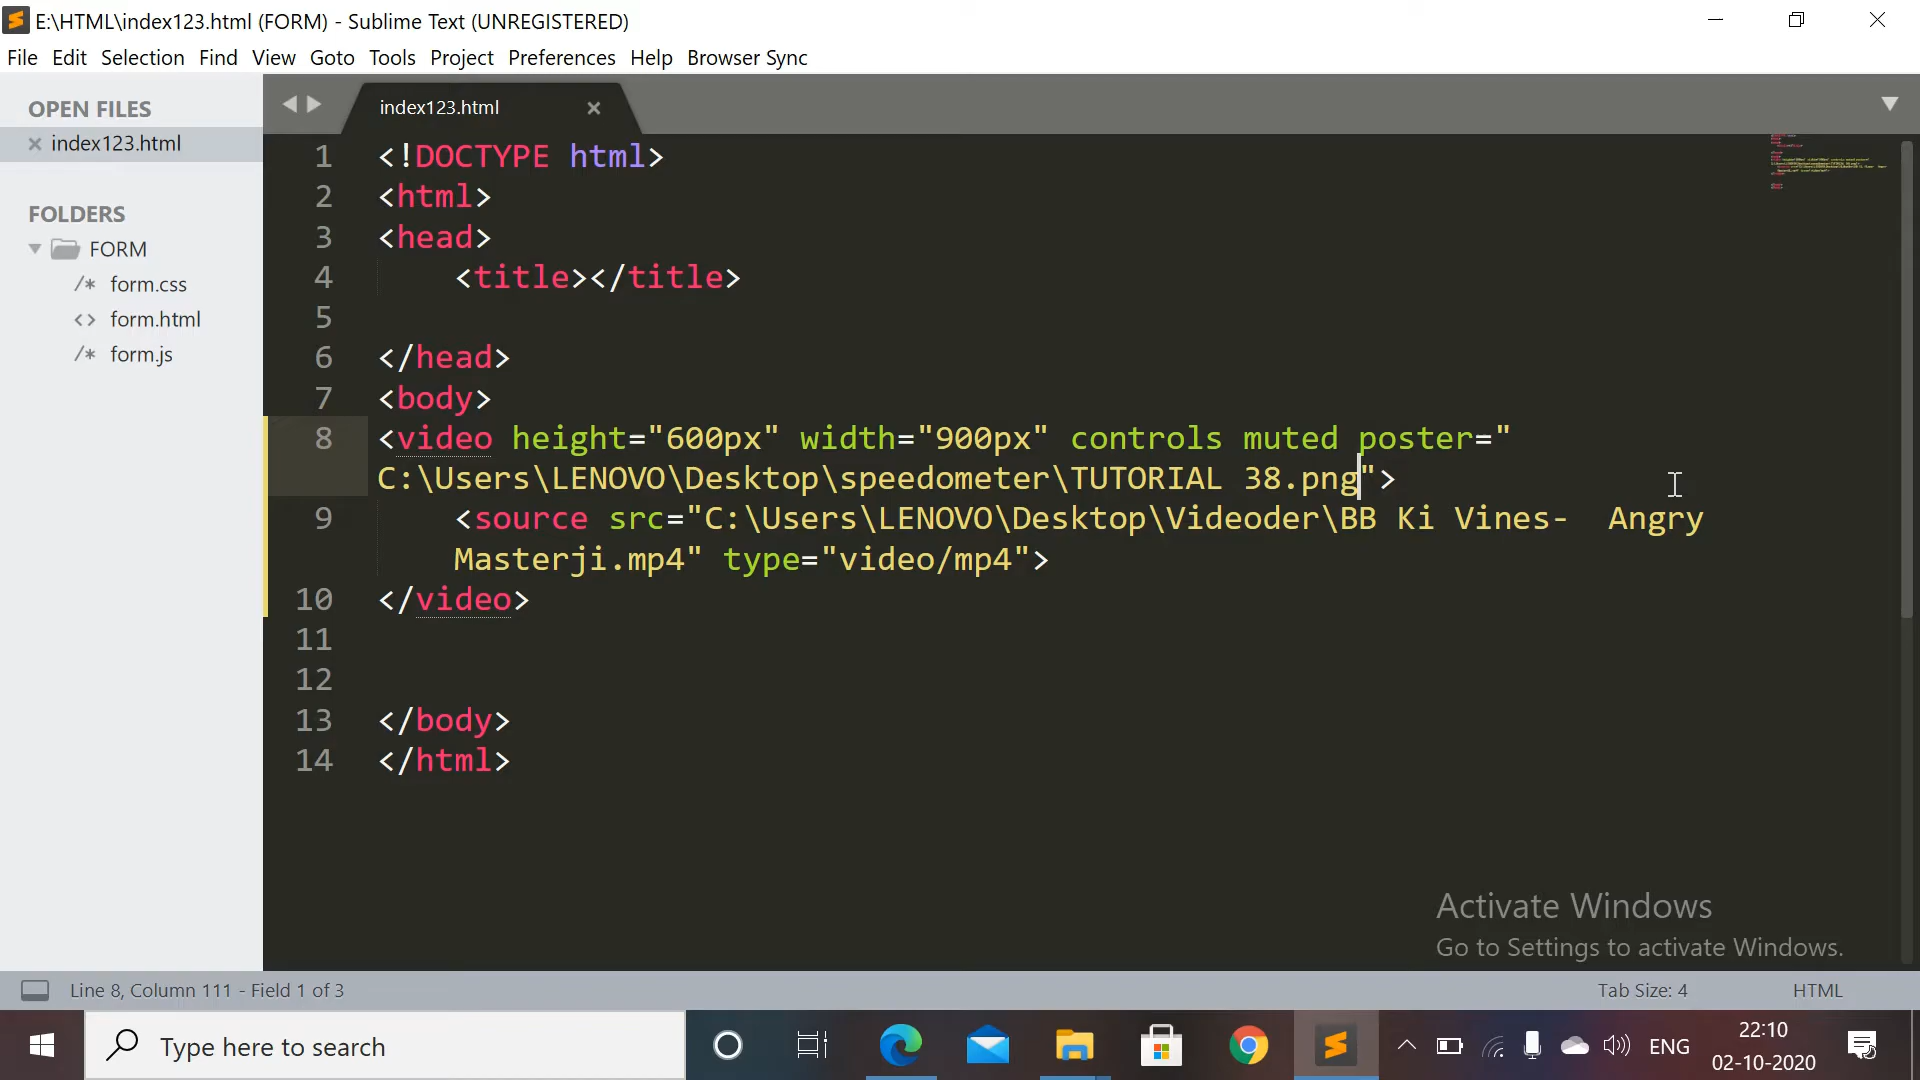 E:\HTML\index123.html (FORM) - Sublime Text (UNREGISTERED)
File Edit Selection Find View Goto Tools Project Preferences Help Browser Sync
OPEN FILES
index123.html
FOLDERS
FORM
/* form.css
<> form.html
/* form.js
index123.html
1 <!DOCTYPE html>
2 <html>
3 <head>
4 <title></title>
5
6 </head>
7 <body>
8 <video height="600px" width="900px" controls muted poster="
C:\Users\LENOVO\Desktop\speedometer\TUTORIAL 38.png">
9 <source src="C:\Users\LENOVO\Desktop\Videoder\BB Ki Vines-  Angry
Masterji.mp4" type="video/mp4">
10 </video>
11
12
13 </body>
14 </html>
Activate Windows
Go to Settings to activate Windows.
Line 8, Column 111 - Field 1 of 3
Tab Size: 4
HTML
Type here to search
ENG
22:10
02-10-2020